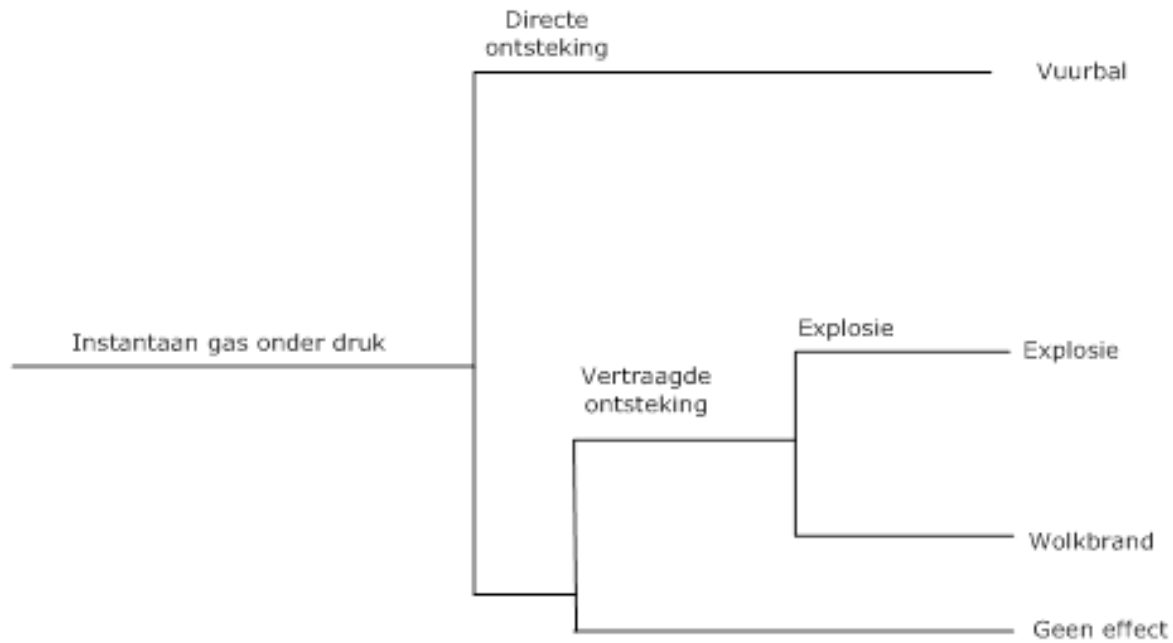 Directe
ontsteking
Vuurbal
Instantaan gas onder druk
Explosie
Explosie
Vertraagde
ontsteking
Wolkbrand
Geen effect